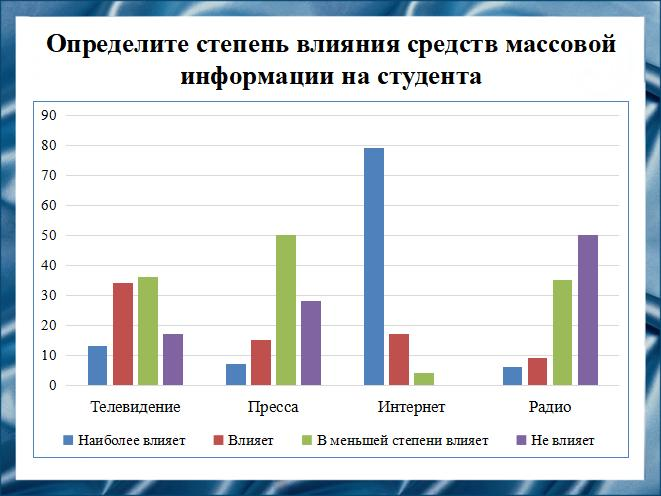 Определите степень влияния средств массовой
информации на студента
90
80
70
60
50
40
30
20
10
0
Телевидение Пресса Интернет Радио
Наиболее влияет Влияет В меньшей степени влияет Не влияет